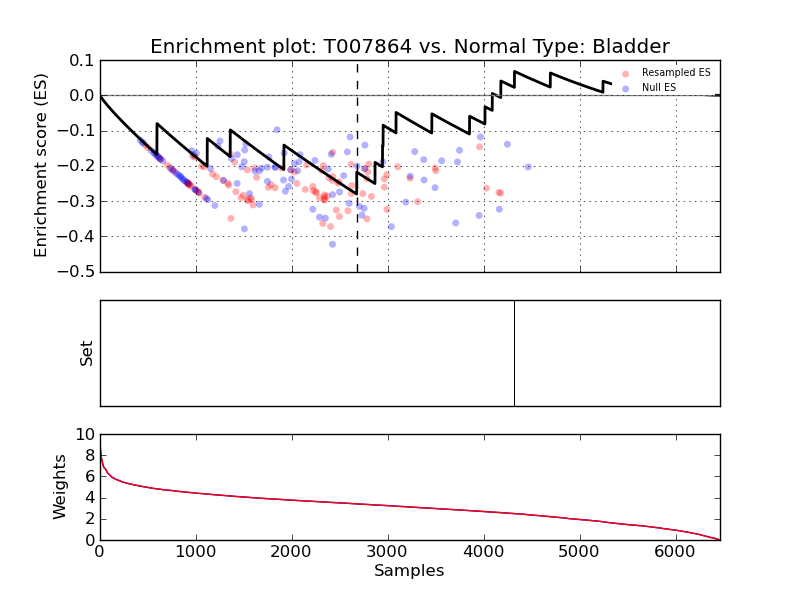 Enrichment plot: T007864 vs. Normal Type: Bladder
Enrichment score (ES)
0.1
0.0
−0.1
−0.2
−0.3
−0.4
−0.5
Resampled ES
Null ES
Set
Weights
10
8
6
4
2
0
0 1000 2000 3000 4000 5000 6000
Samples